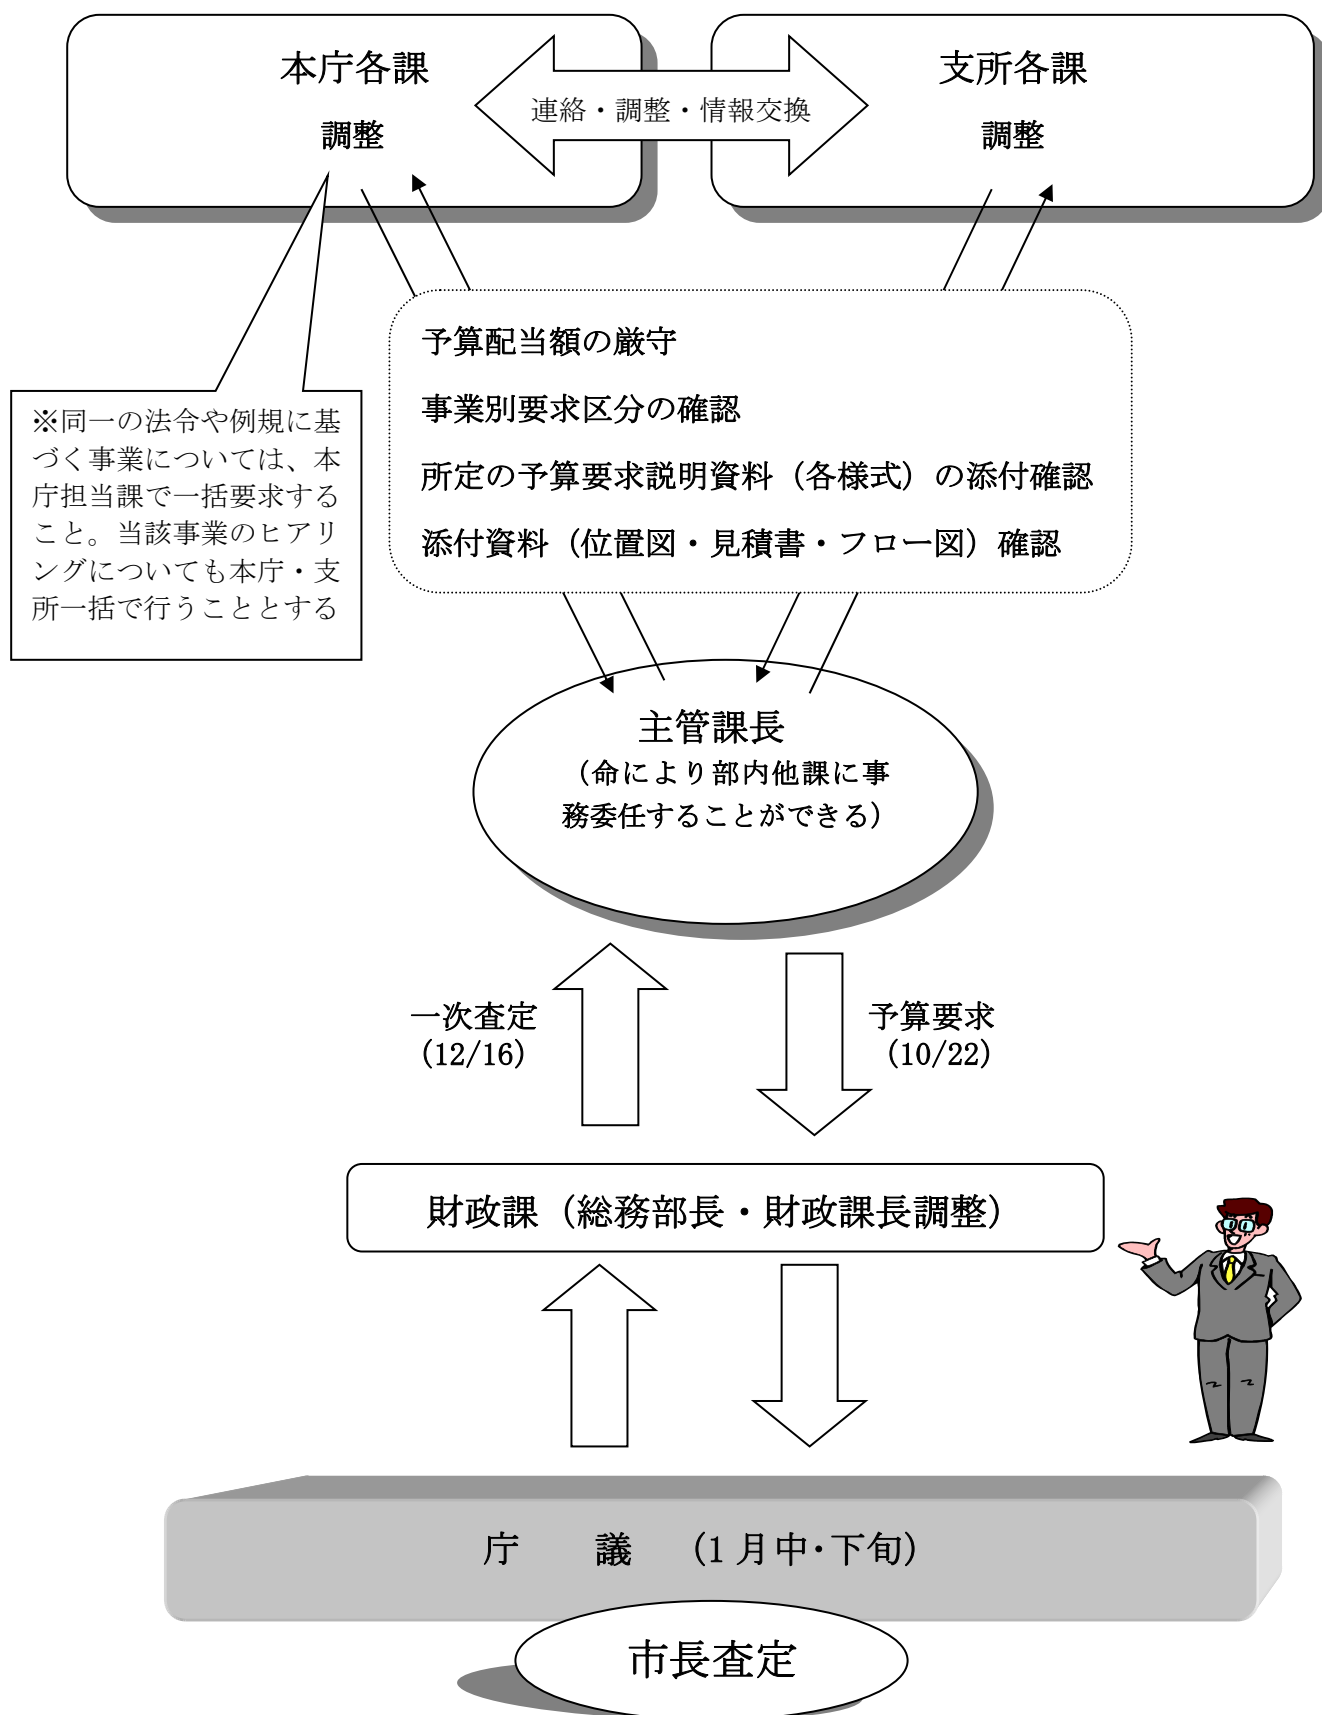 本庁各課
調整
連絡・調整・情報交換
支所各課
調整
予算配当額の厳守
事業別要求区分の確認
所定の予算要求説明資料（各様式）の添付確認
添付資料（位置図・見積書・フロー図）確認
※同一の法令や例規に基
づく事業については、本
庁担当課で一括要求する
こと。当該事業のヒアリ
ングについても本庁・支
所一括で行うこととする
主管課長
（命により部内他課に事
務委任することができる）
一次査定
(12/16)
予算要求
(10/22)
財政課（総務部長・財政課長調整）
庁　議　（1 月中・下旬）
市長査定